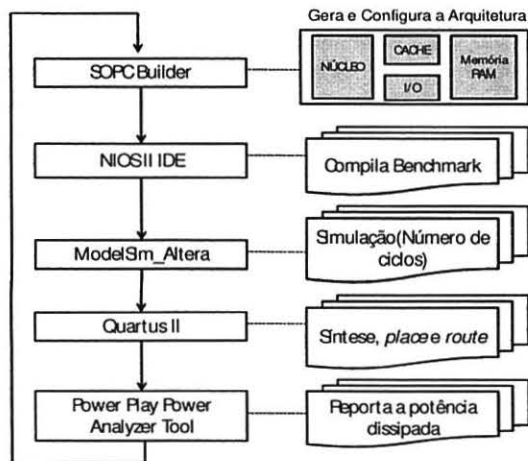 Gera e Configura a Arquitetura
NÚCLEO
CACHE
I/O
Memória
RAM
SOPC Builder
NIOSII IDE
Compila Benchmark
ModelSim_Altera
Simulação(Número de
ciclos)
Quartus II
Síntese, place e route
Power Play Power
Analyzer Tool
Reporta a potência
dissipada